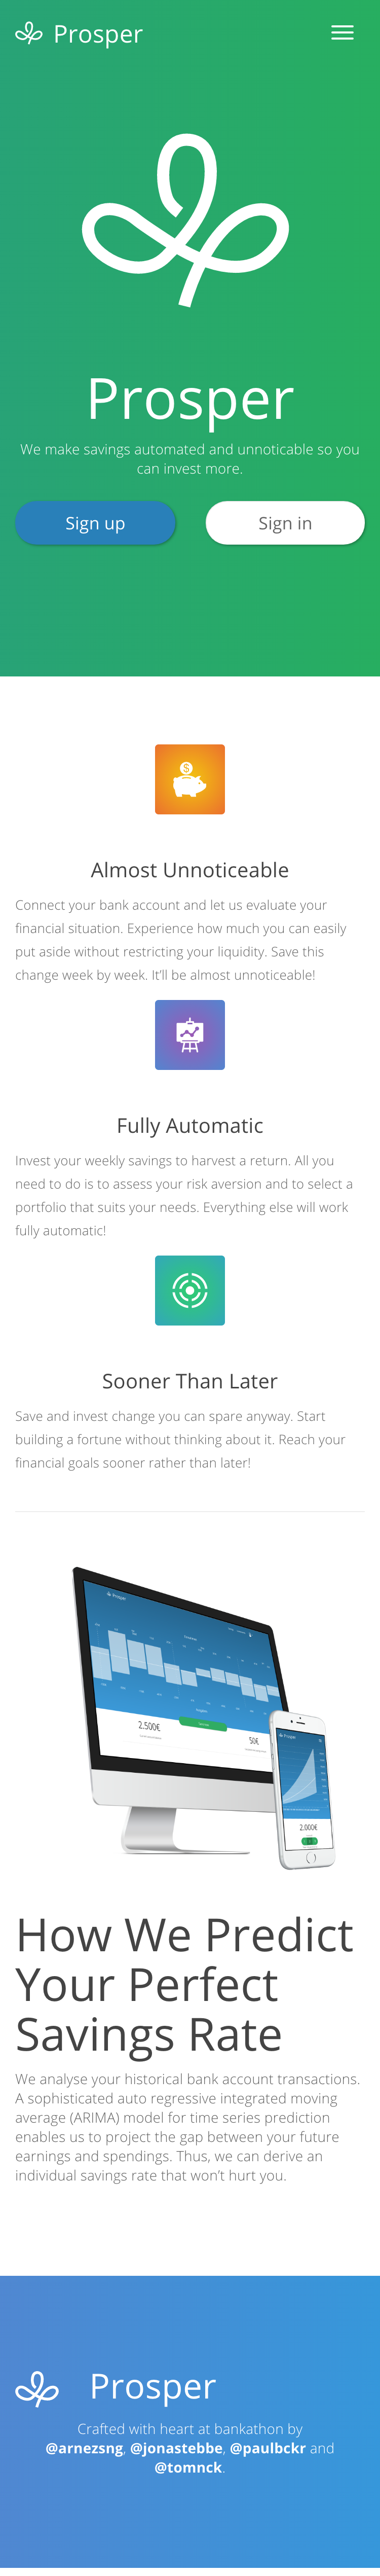 Prosper
Prosper
We make savings automated and unnoticable so you
can invest more.
Sign up
Sign in
Almost Unnoticeable
Connect your bank account and let us evaluate your
financial situation. Experience how much you can easily
put aside without restricting your liquidity. Save this
change week by week. It'll be almost unnoticeable!
Fully Automatic
Invest your weekly savings to harvest a return. All you
need to do is to assess your risk aversion and to select a
portfolio that suits your needs. Everything else will work
fully automatic!
Sooner Than Later
Save and invest change you can spare anyway. Start
building a fortune without thinking about it. Reach your
financial goals sooner rather than later!
Prosper
2.500€
50€
Prosper
2.000€
How We Predict
Your Perfect
Savings Rate
We analyse your historical bank account transactions.
A sophisticated auto regressive integrated moving
average (ARIMA) model for time series prediction
enables us to project the gap between your future
earnings and spendings. Thus, we can derive an
individual savings rate that won't hurt you.
Prosper
Crafted with heart at bankathon by
@arnezsng, @jonastebbe, @paulbckr and
@tomnck.